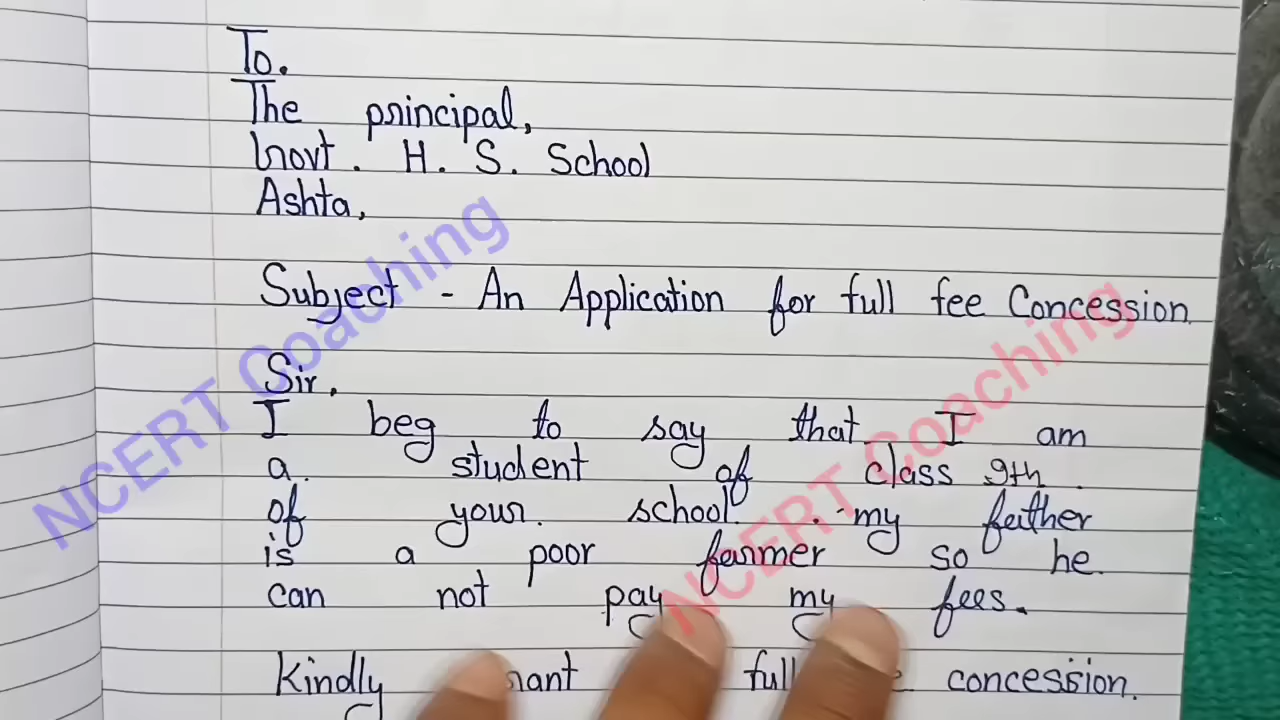 To.
The principal,
Govt. H. S. School
Ashta,
Subject - An Application for full fee Concession
Sir,
I beg to say that I am
a. student of class 9th.
of your. school. my father
is a poor farmer so he.
can not pay my fees.
Kindly full concession.
NCERT Coaching
NCERT Coaching